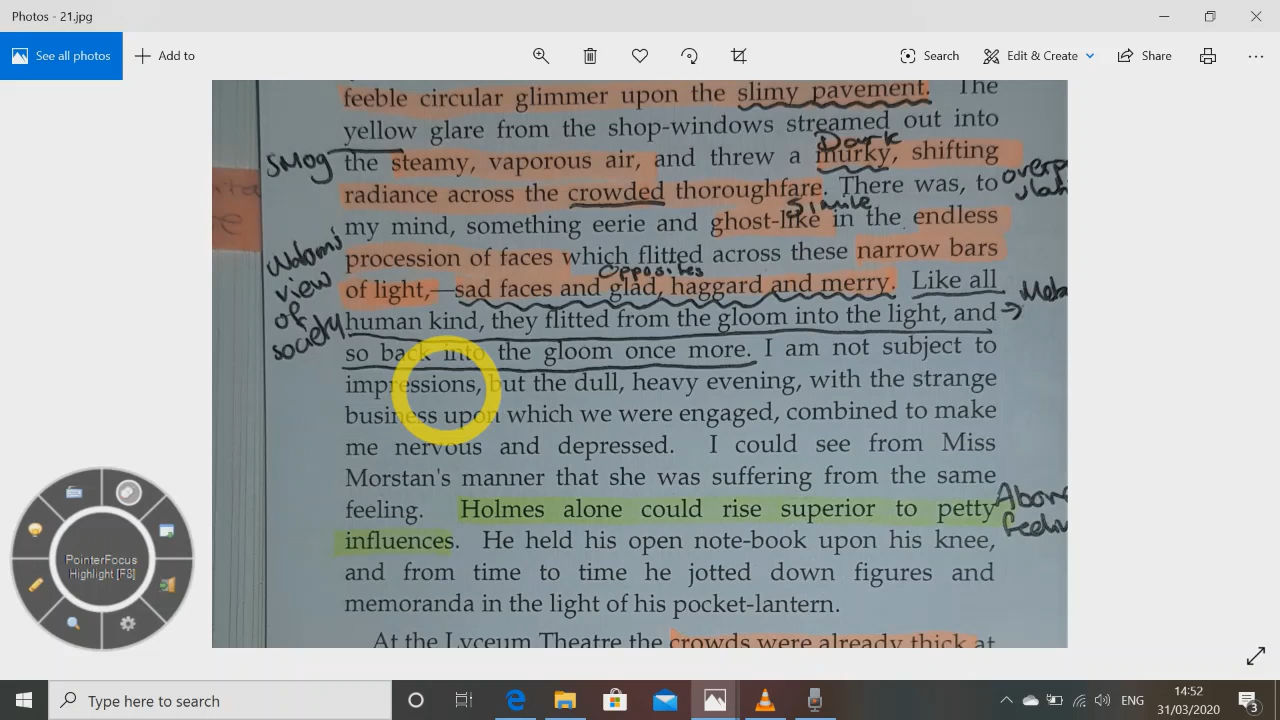 Photos - 21.jpg
See all photos
Add to
Search
Edit & Create
Share
feeble circular glimmer upon the slimy pavement. The
yellow glare from the shop-windows streamed out into
Dark
Smog
the steamy, vaporous air, and threw a murky, shifting
radiance across the crowded thoroughfare. There was, to
Simile
my mind, something eerie and ghost-like in the endless
procession of faces which flitted across these narrow bars
Opposites
view
of
society
of light,—sad faces and glad, haggard and merry. Like all
human kind, they flitted from the gloom into the light, and
so back into the gloom once more. I am not subject to
impressions, but the dull, heavy evening, with the strange
business upon which we were engaged, combined to make
me nervous and depressed. I could see from Miss
Morstan's manner that she was suffering from the same
feeling. Holmes alone could rise superior to petty
influences. He held his open note-book upon his knee,
and from time to time he jotted down figures and
memoranda in the light of his pocket-lantern.
At the Lyceum Theatre the crowds were already thick at
PointerFocus
Highlight [F8]
Type here to search
ENG
14:52
31/03/2020
3